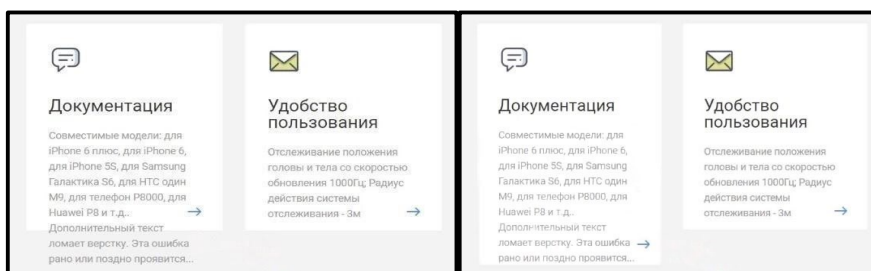 Документация
Совместимые модели: для
iPhone 6 плюс, для iPhone 6,
для iPhone 5S, для Samsung
Галактика S6, для HTC один
M9, для телефон P8000, для
Huawei P8 и т.д..
Дополнительный текст
ломает верстку. Эта ошибка
рано или поздно проявится...
Удобство
пользования
Отслеживание положения
головы и тела со скоростью
обновления 1000Гц; Радиус
действия системы
отслеживания - 3м
Документация
Совместимые модели: для
iPhone 6 плюс, для iPhone 6,
для iPhone 5S, для Samsung
Галактика S6, для HTC один
M9, для телефон P8000, для
Huawei P8 и т.д..
Дополнительный текст
ломает верстку. Эта ошибка
рано или поздно проявится...
Удобство
пользования
Отслеживание положения
головы и тела со скоростью
обновления 1000Гц; Радиус
действия системы
отслеживания - 3м